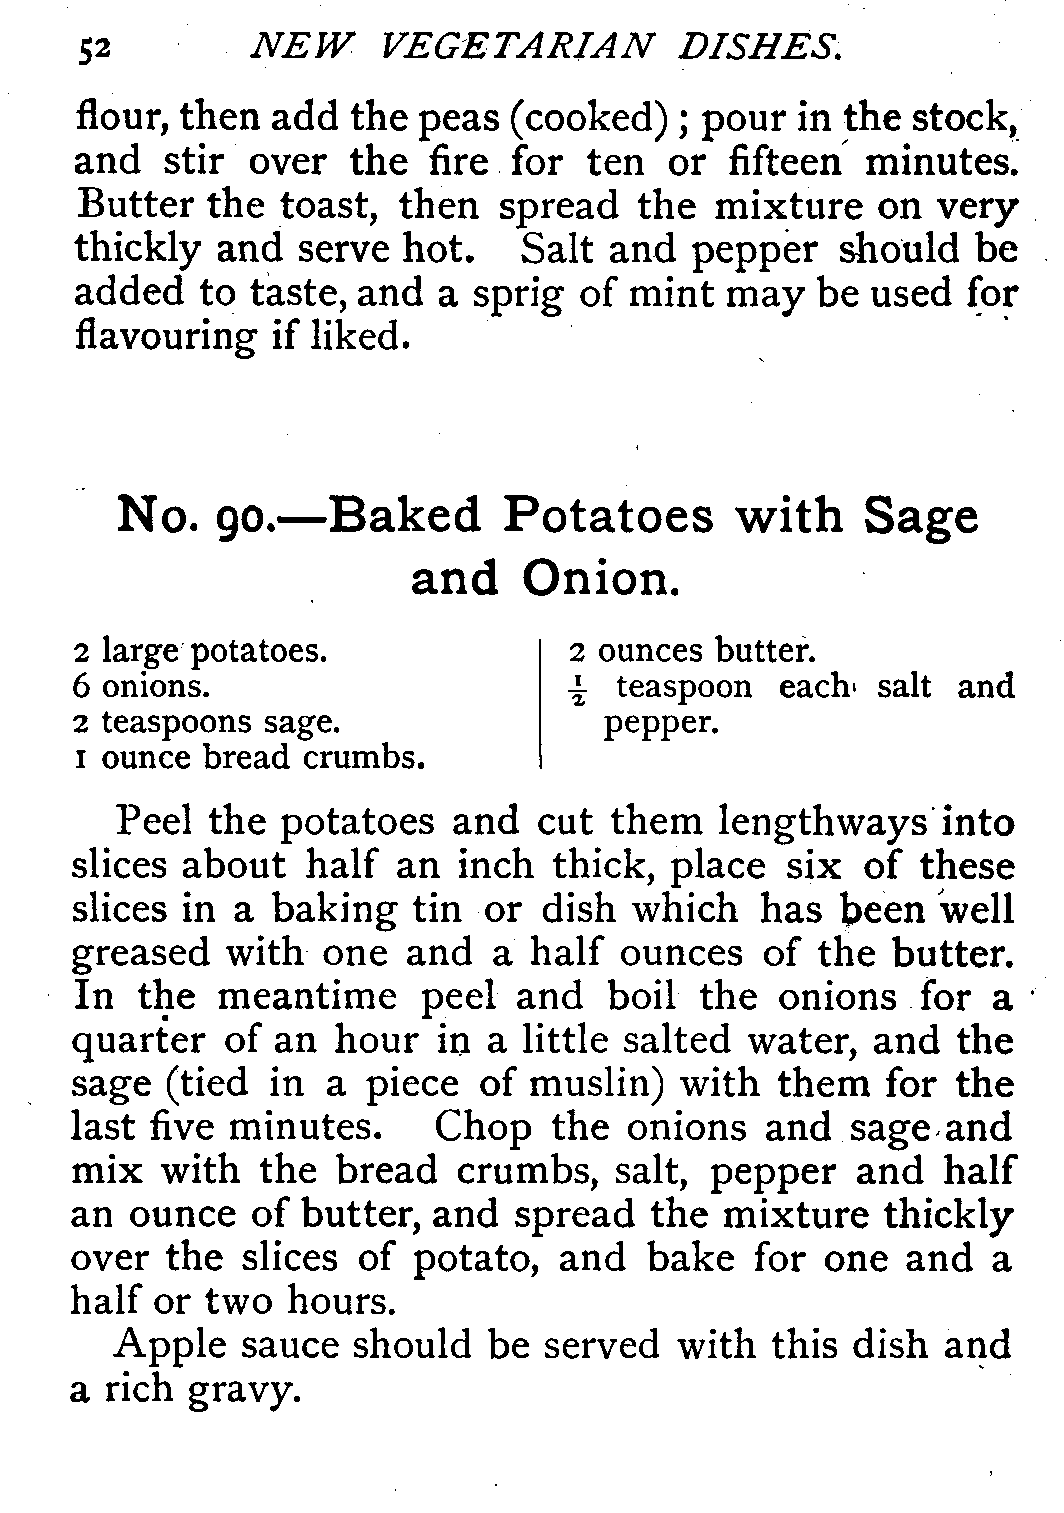 52 NEW VEGETARIAN DISHES.
flour, then add the peas (cooked) ; pour in the stock,
and stir over the fire for ten or fifteen minutes.
Butter the toast, then spread the mixture on very
thickly and serve hot. Salt and pepper should be
added to taste, and a sprig of mint may be used for
flavouring if liked.
No. 90.—Baked Potatoes with Sage
and Onion.
2 large potatoes.
6 onions.
2 teaspoons sage.
1 ounce bread crumbs.
2 ounces butter.
½ teaspoon each salt and
pepper.
Peel the potatoes and cut them lengthways into
slices about half an inch thick, place six of these
slices in a baking tin or dish which has been well
greased with one and a half ounces of the butter.
In the meantime peel and boil the onions for a
quarter of an hour in a little salted water, and the
sage (tied in a piece of muslin) with them for the
last five minutes. Chop the onions and sage and
mix with the bread crumbs, salt, pepper and half
an ounce of butter, and spread the mixture thickly
over the slices of potato, and bake for one and a
half or two hours.
Apple sauce should be served with this dish and
a rich gravy.